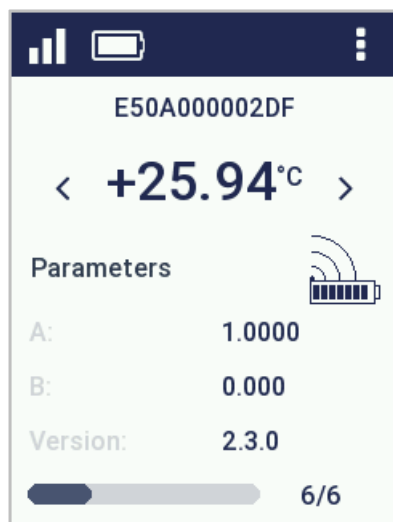 E50A000002DF
< +25.94°C >
Parameters
A: 1.0000
B: 0.000
Version: 2.3.0
6/6